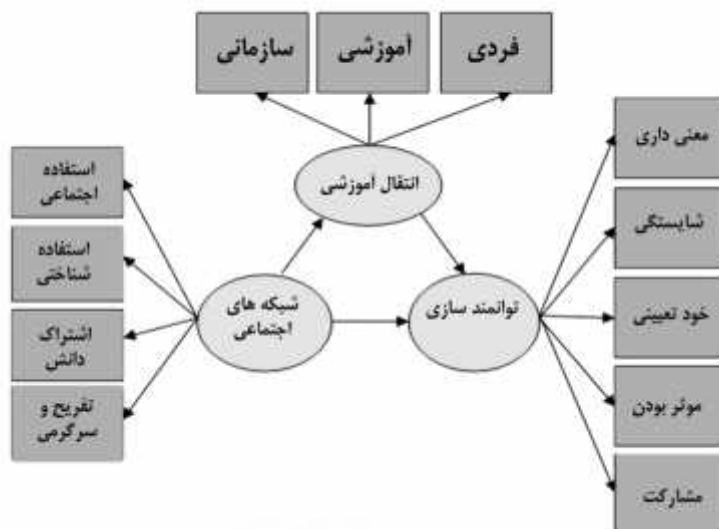 فردی
آموزشی
سازمانی
انتقال آموزشی
معنی داری
شایستگی
خود تعیینی
موثر بودن
مشارکت
توانمند سازی
شبکه های
اجتماعی
استفاده
اجتماعی
استفاده
شناختی
اشتراک
دانش
تفریح و
سرگرمی